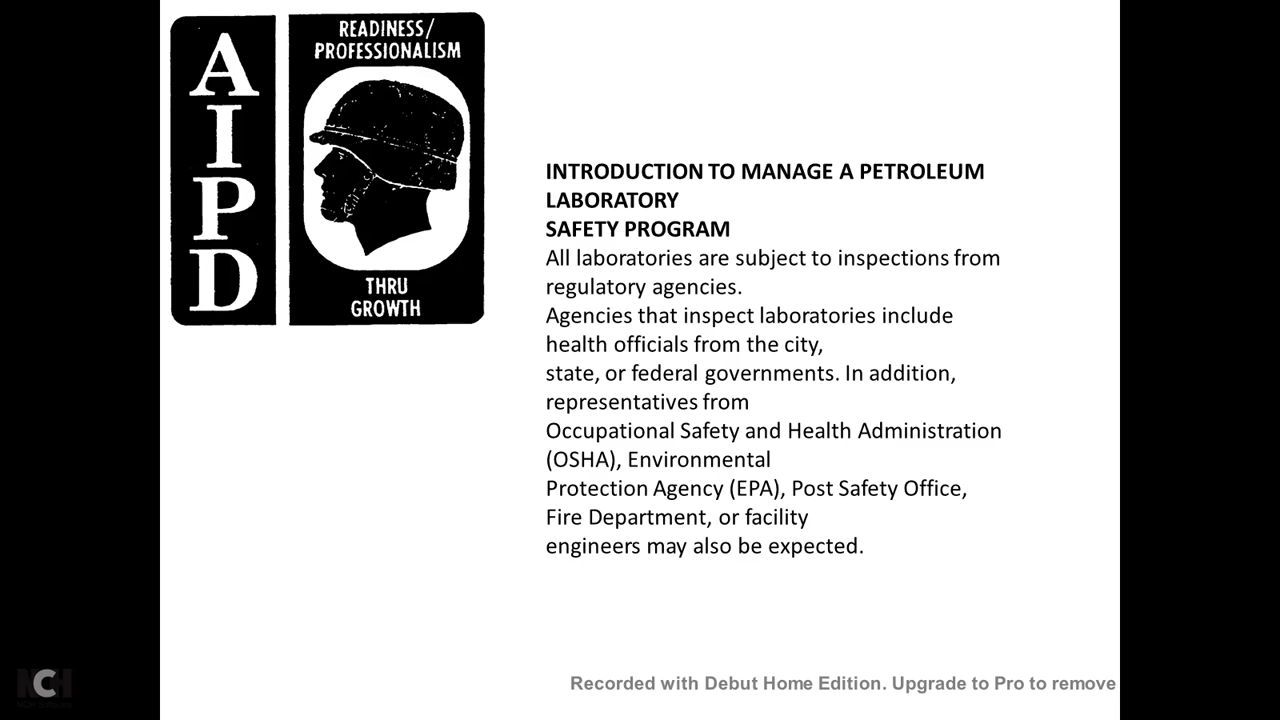 AIPD
READINESS/
PROFESSIONALISM
THRU
GROWTH
INTRODUCTION TO MANAGE A PETROLEUM
LABORATORY
SAFETY PROGRAM
All laboratories are subject to inspections from
regulatory agencies.
Agencies that inspect laboratories include
health officials from the city,
state, or federal governments. In addition,
representatives from
Occupational Safety and Health Administration
(OSHA), Environmental
Protection Agency (EPA), Post Safety Office,
Fire Department, or facility
engineers may also be expected.
NCH
Recorded with Debut Home Edition. Upgrade to Pro to remove